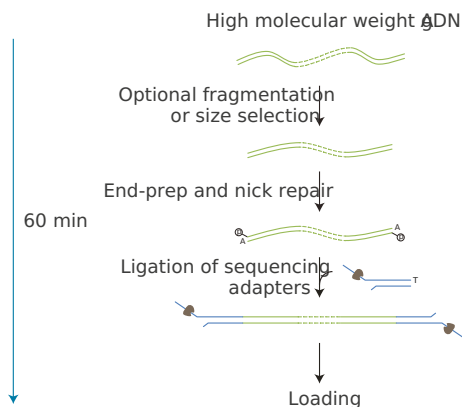 High molecular weight gADN
Optional fragmentation
or size selection
End-prep and nick repair
60 min
P
A
A
P
Ligation of sequencing
adapters
T
Loading